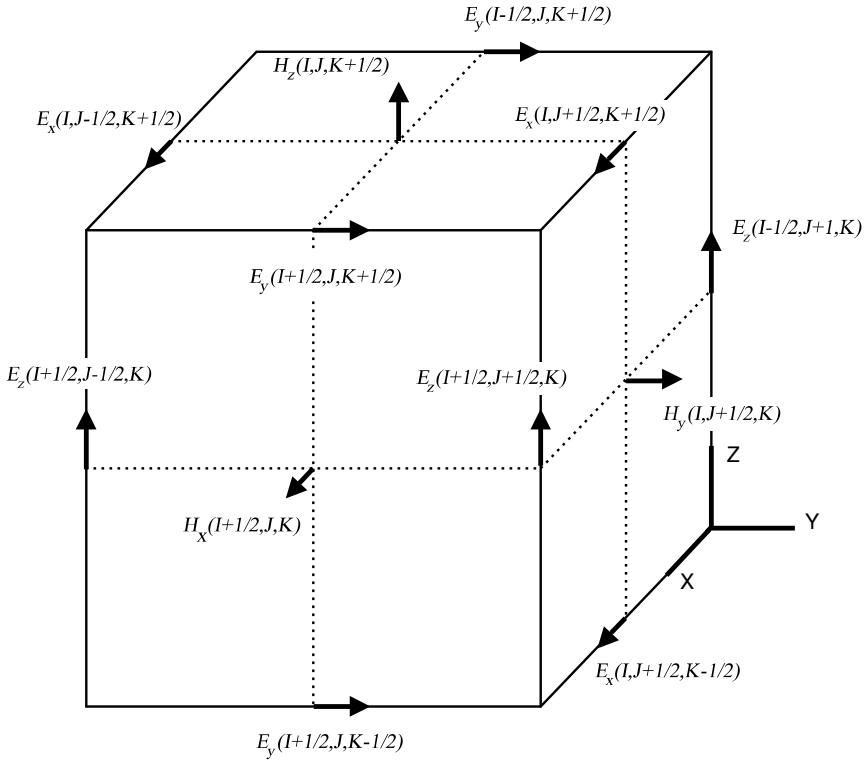 E_y(I-1/2,J,K+1/2)
H_z(I,J,K+1/2)
E_x(I,J-1/2,K+1/2)
E_x(I,J+1/2,K+1/2)
E_z(I-1/2,J+1,K)
E_y(I+1/2,J,K+1/2)
E_z(I+1/2,J-1/2,K)
E_z(I+1/2,J+1/2,K)
H_y(I,J+1/2,K)
Z
H_x(I+1/2,J,K)
Y
X
E_x(I,J+1/2,K-1/2)
E_y(I+1/2,J,K-1/2)